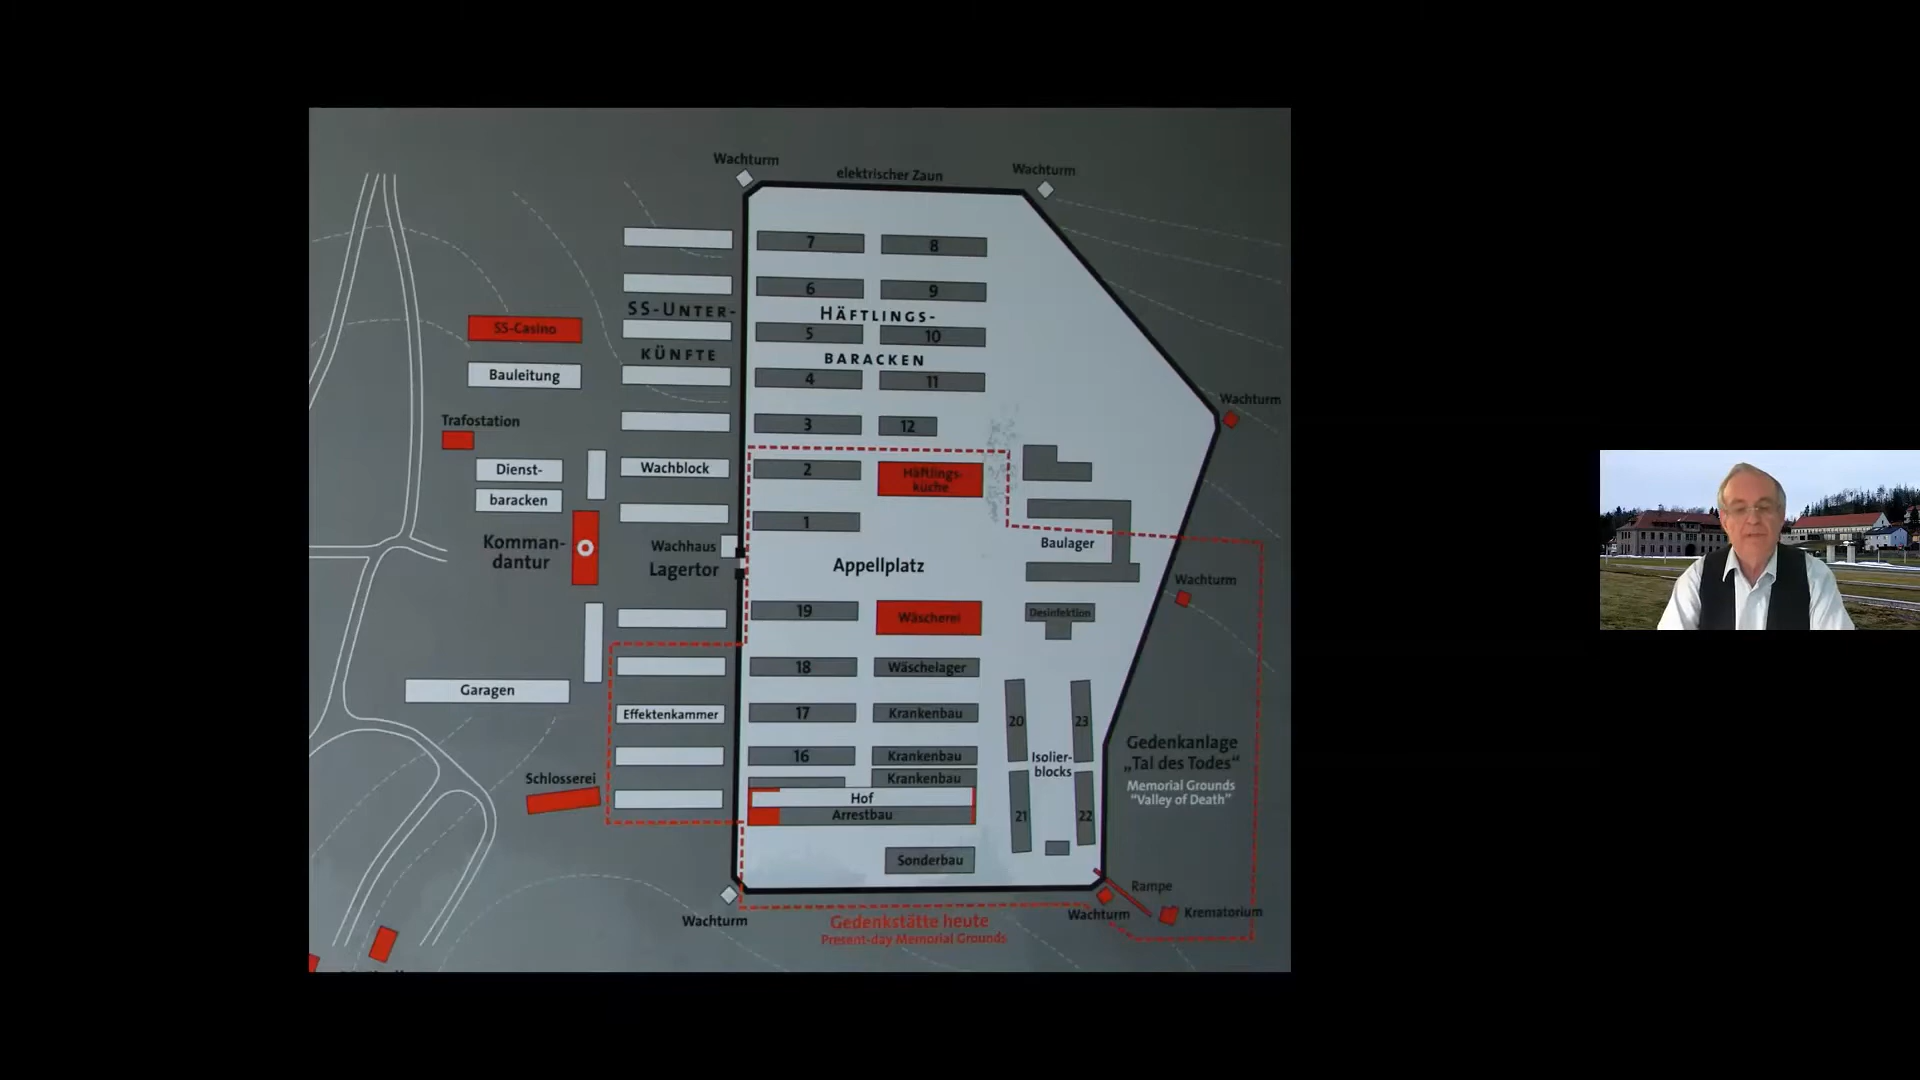 Wachturm
elektrischer Zaun
Wachturm
7
8
6
9
SS-UNTER-
HÄFTLINGS-
SS-Casino
5
10
KÜNFTE
BARACKEN
Bauleitung
4
11
Wachturm
Trafostation
3
12
Dienst-
Wachblock
2
Häftlings-
küche
baracken
1
Komman-
dantur
Wachhaus
Lagertor
Appellplatz
Baulager
Wachturm
19
Wäscherei
Desinfektion
18
Wäschelager
Garagen
Effektenkammer
17
Krankenbau
20
23
16
Krankenbau
Isolier-
blocks
Gedenkanlage
„Tal des Todes“
Memorial Grounds
“Valley of Death”
Schlosserei
Krankenbau
Hof
Arrestbau
21
22
Sonderbau
Rampe
Wachturm
Gedenkstätte heute
Present-day Memorial Grounds
Wachturm
Krematorium